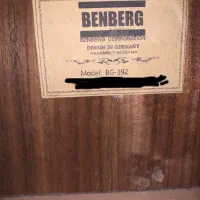 BENBERG
BENBERG CORPORATION
DESIGN IN GERMANY
Model: BG-392